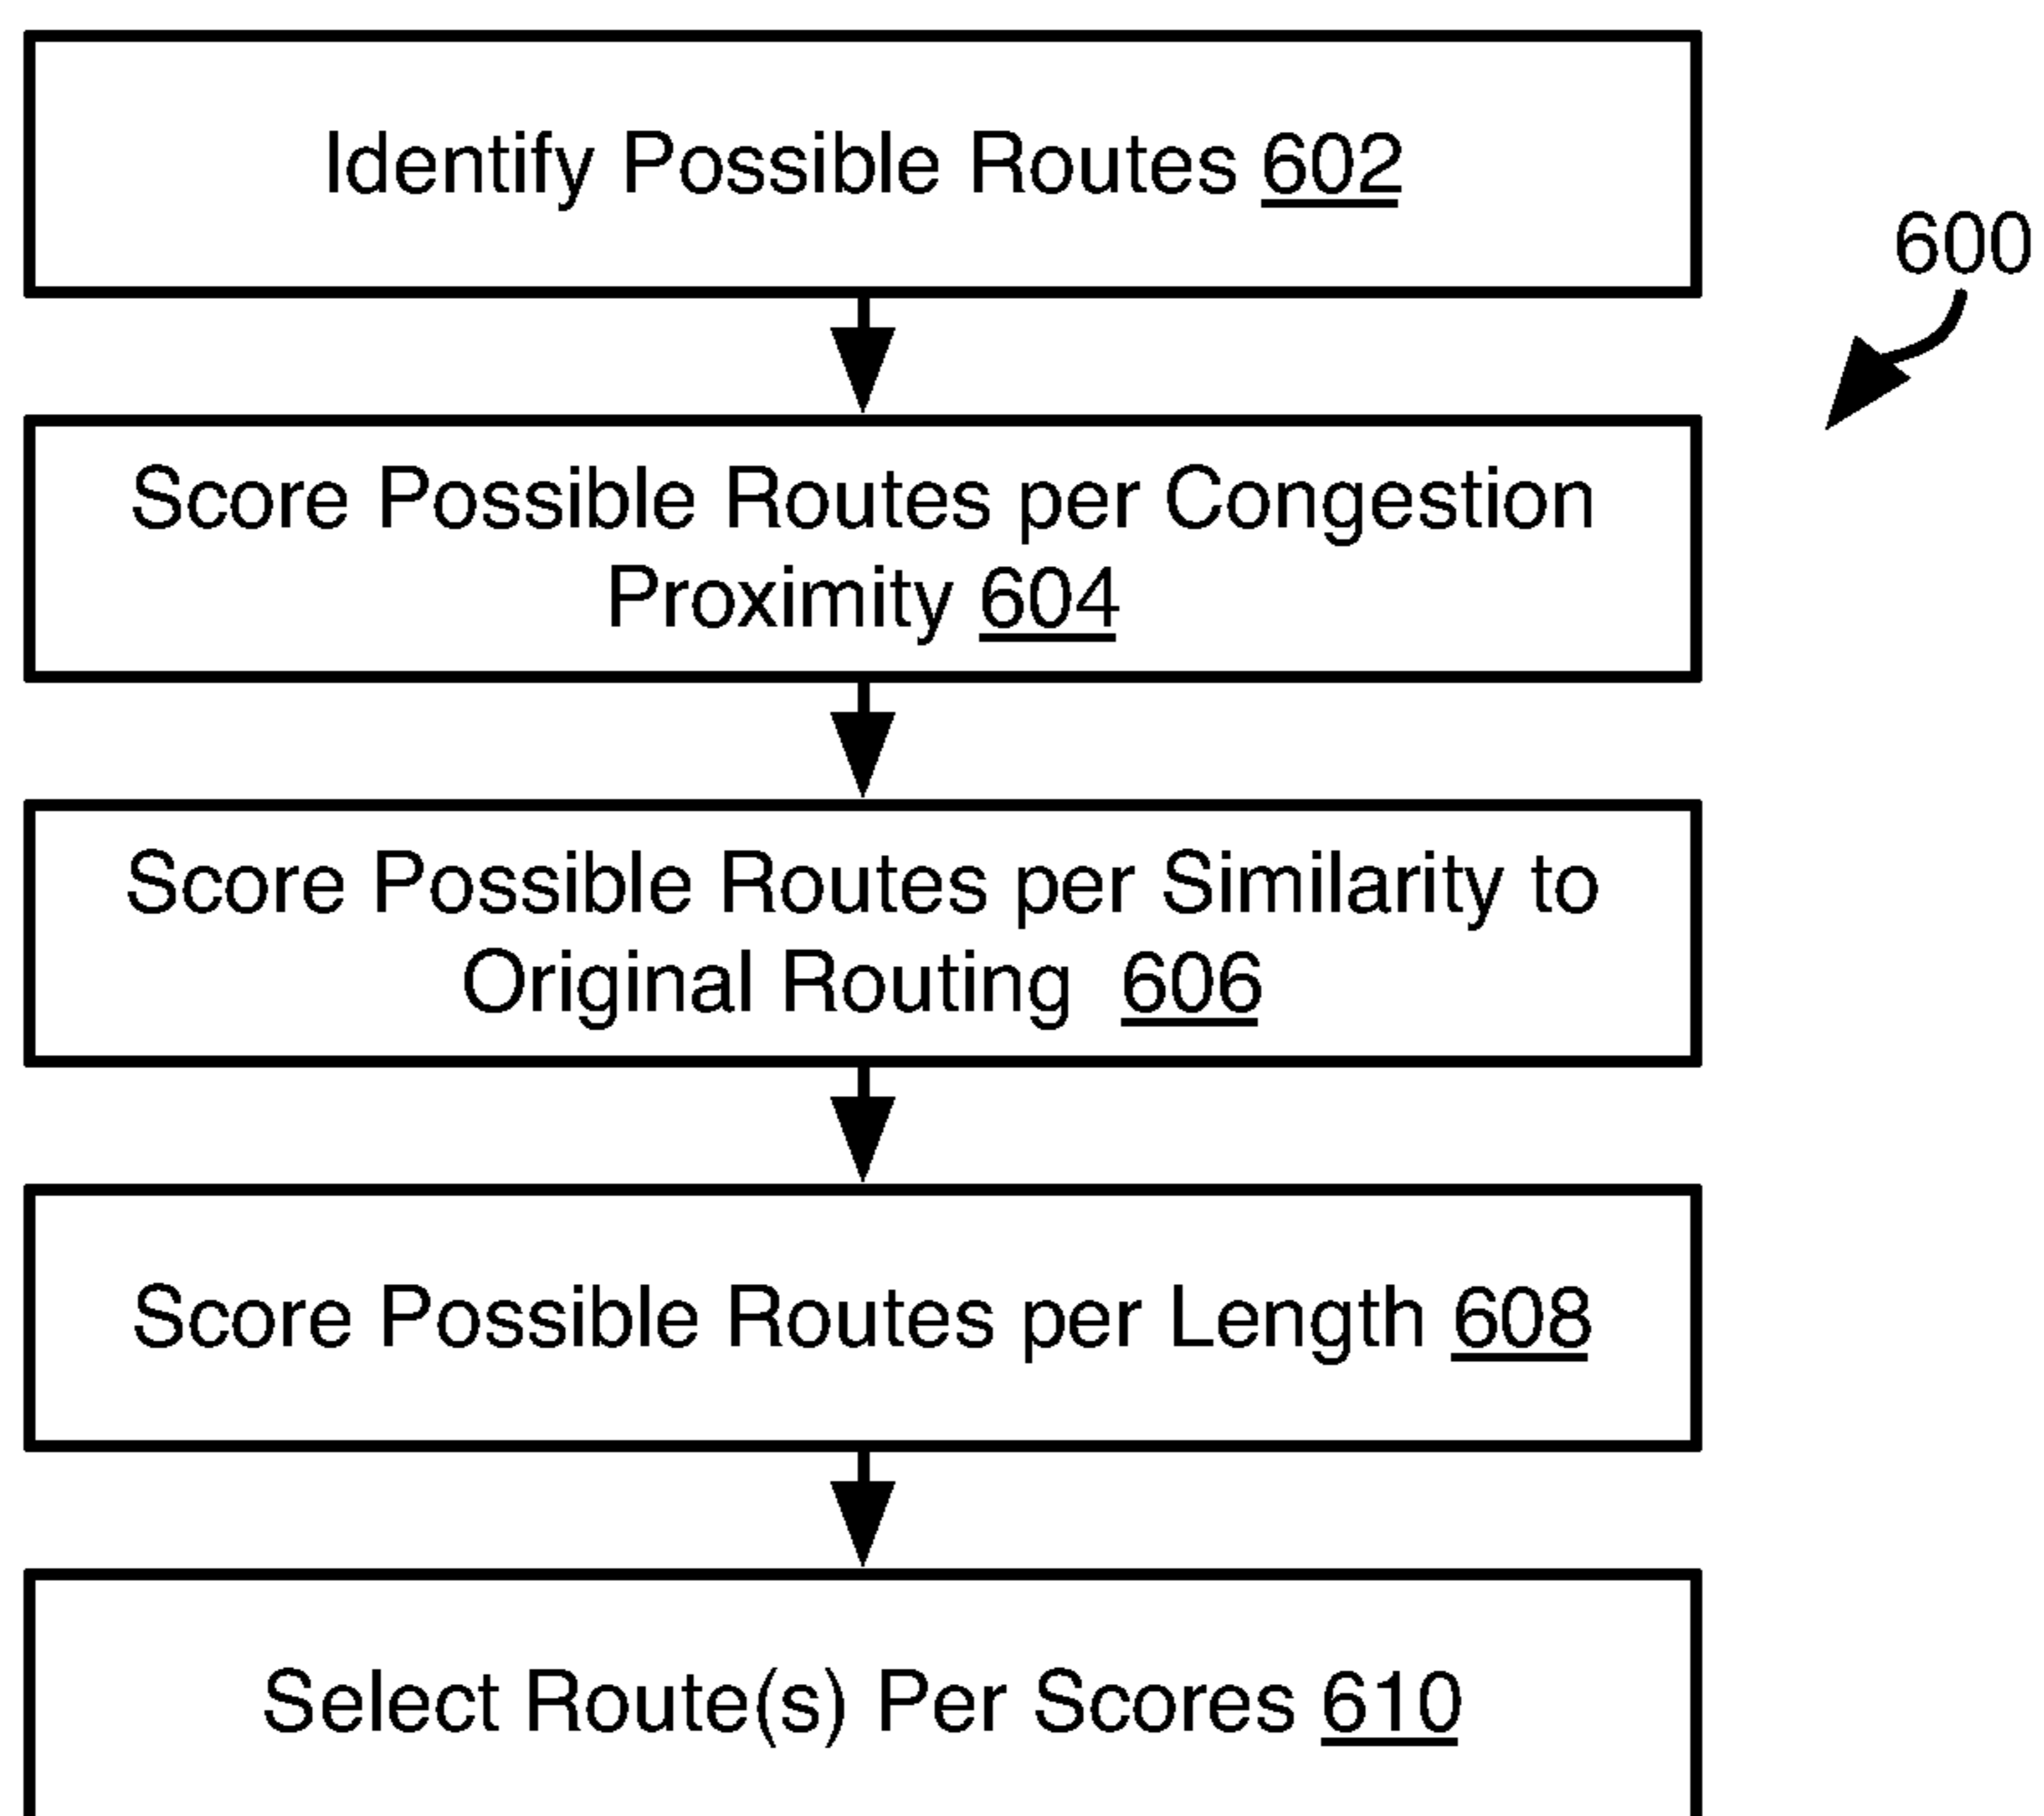 Identify Possible Routes 602
600
Score Possible Routes per Congestion
Proximity 604
Score Possible Routes per Similarity to
Original Routing 606
Score Possible Routes per Length 608
Select Route(s) Per Scores 610